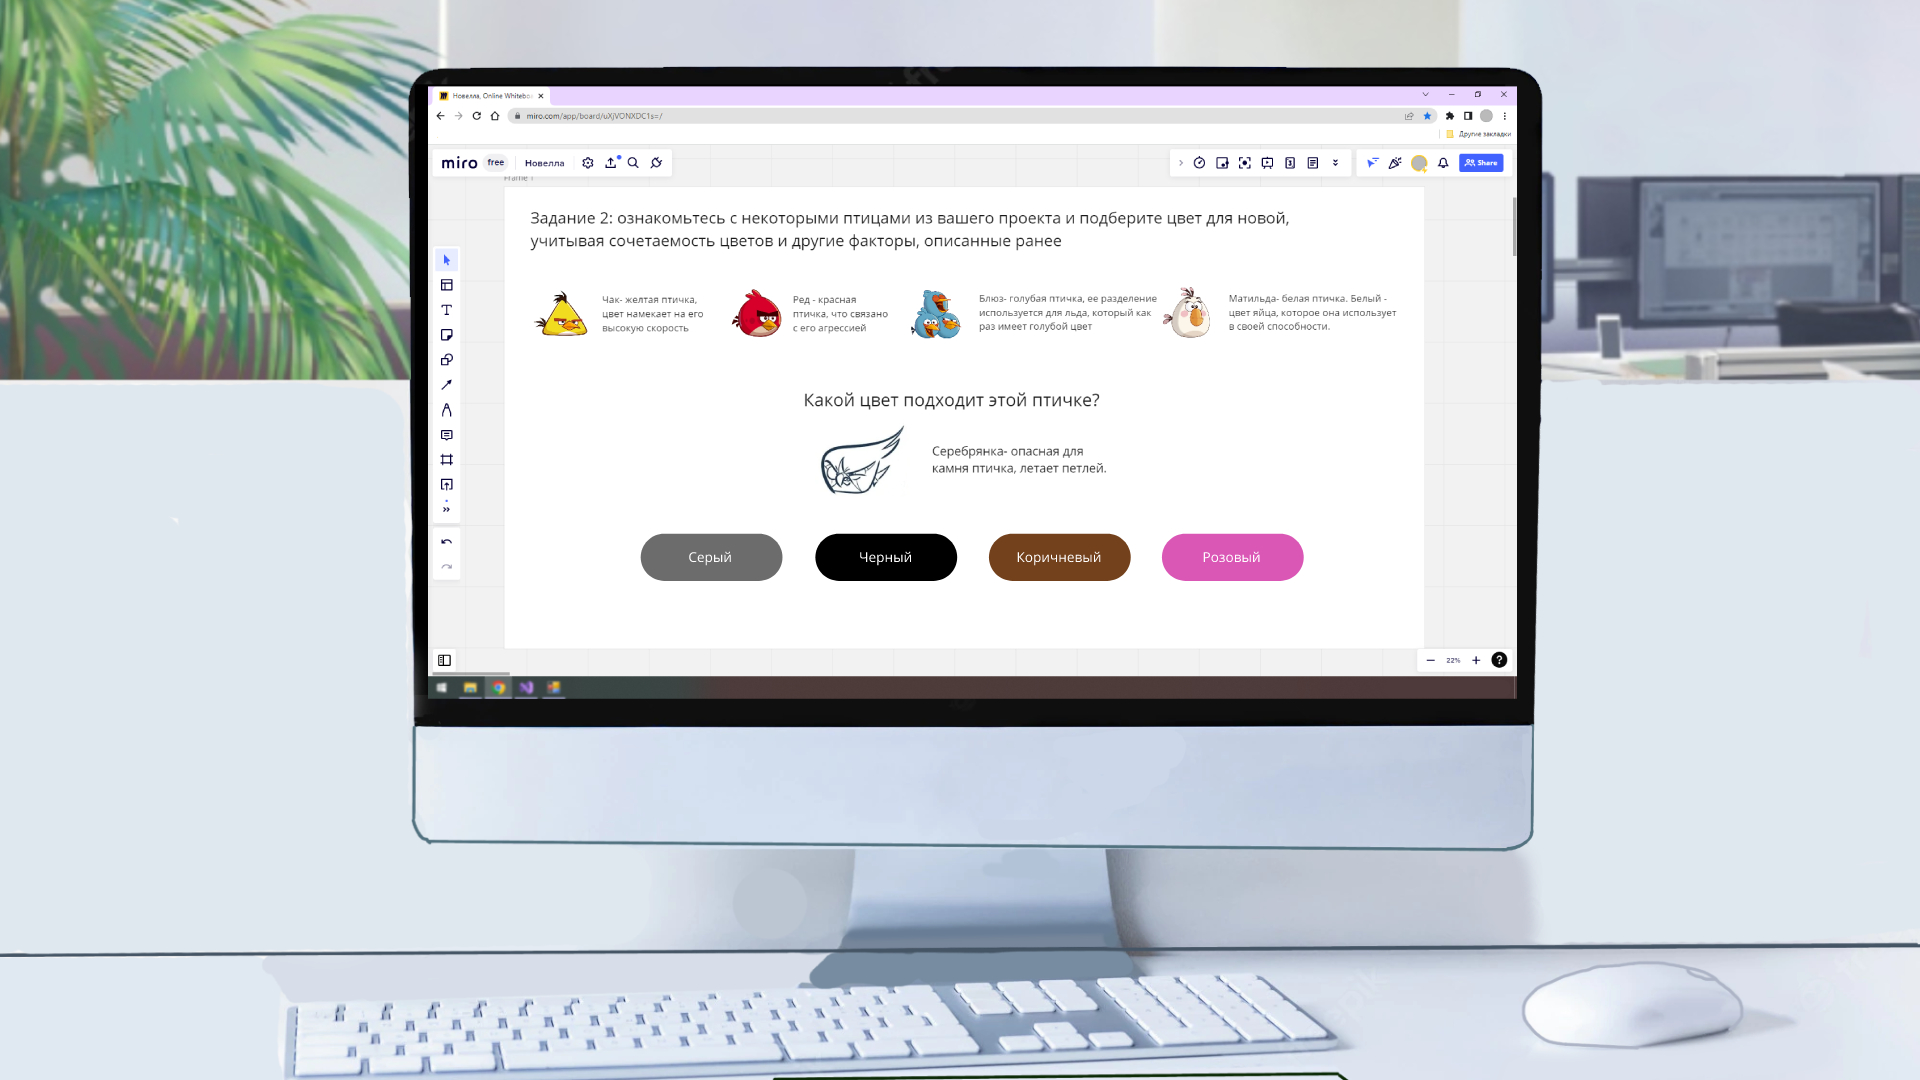 Новелла, Online Whitebo
miro.com/app/board/uXjVONXDC1s=/
Другие закладки
miro free Новелла
Share
Frame 1
Задание 2: ознакомьтесь с некоторыми птицами из вашего проекта и подберите цвет для новой,
учитывая сочетаемость цветов и другие факторы, описанные ранее
Чак- желтая птичка,
цвет намекает на его
высокую скорость
Ред - красная
птичка, что связано
с его агрессией
Блюз- голубая птичка, ее разделение
используется для льда, который как
раз имеет голубой цвет
Матильда- белая птичка. Белый -
цвет яйца, которое она использует
в своей способности.
Какой цвет подходит этой птичке?
Серебрянка- опасная для
камня птичка, летает петлей.
Серый
Черный
Коричневый
Розовый
22%